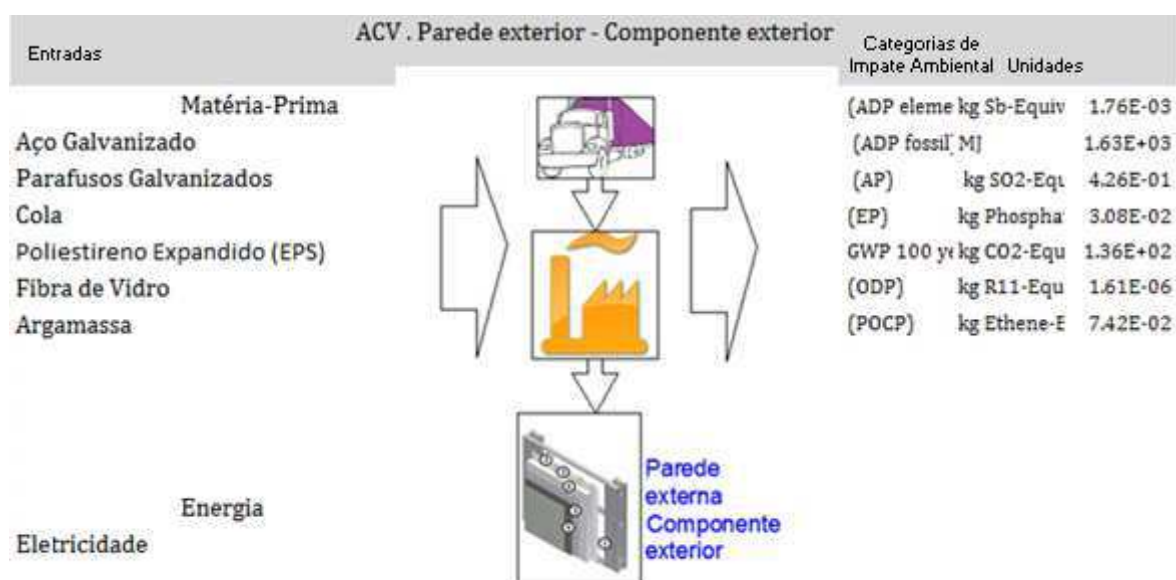 ACV . Parede exterior - Componente exterior
Entradas
Categorias de
Impate Ambiental Unidades
Matéria-Prima
Aço Galvanizado
Parafusos Galvanizados
Cola
Poliestireno Expandido (EPS)
Fibra de Vidro
Argamassa
Energia
Eletricidade
(ADP eleme kg Sb-Equiv 1.76E-03
(ADP fossil MJ 1.63E+03
(AP) kg SO2-Equ 4.26E-01
(EP) kg Phospha 3.08E-02
GWP 100 ye kg CO2-Equ 1.36E+02
(ODP) kg R11-Equ 1.61E-06
(POCP) kg Ethene-E 7.42E-02
Parede
externa
Componente
exterior